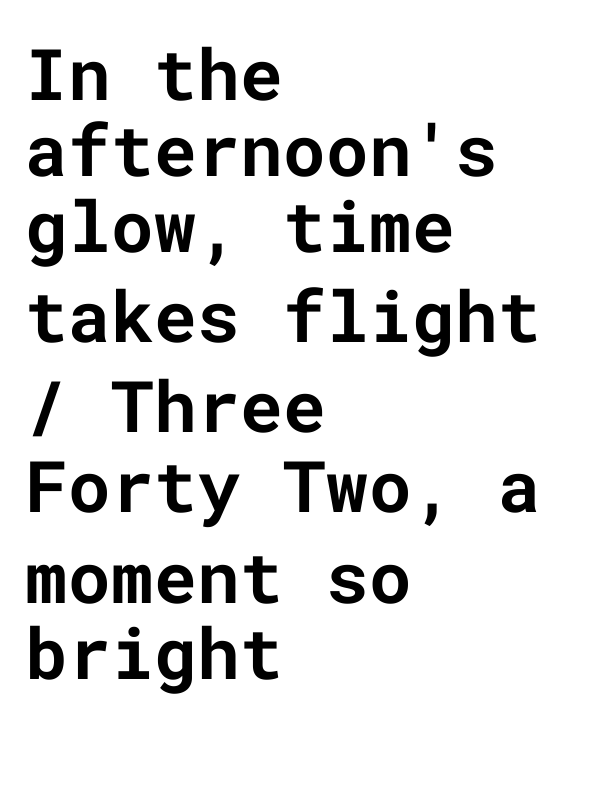 In the
afternoon's
glow, time
takes flight
/ Three
Forty Two, a
moment so
bright